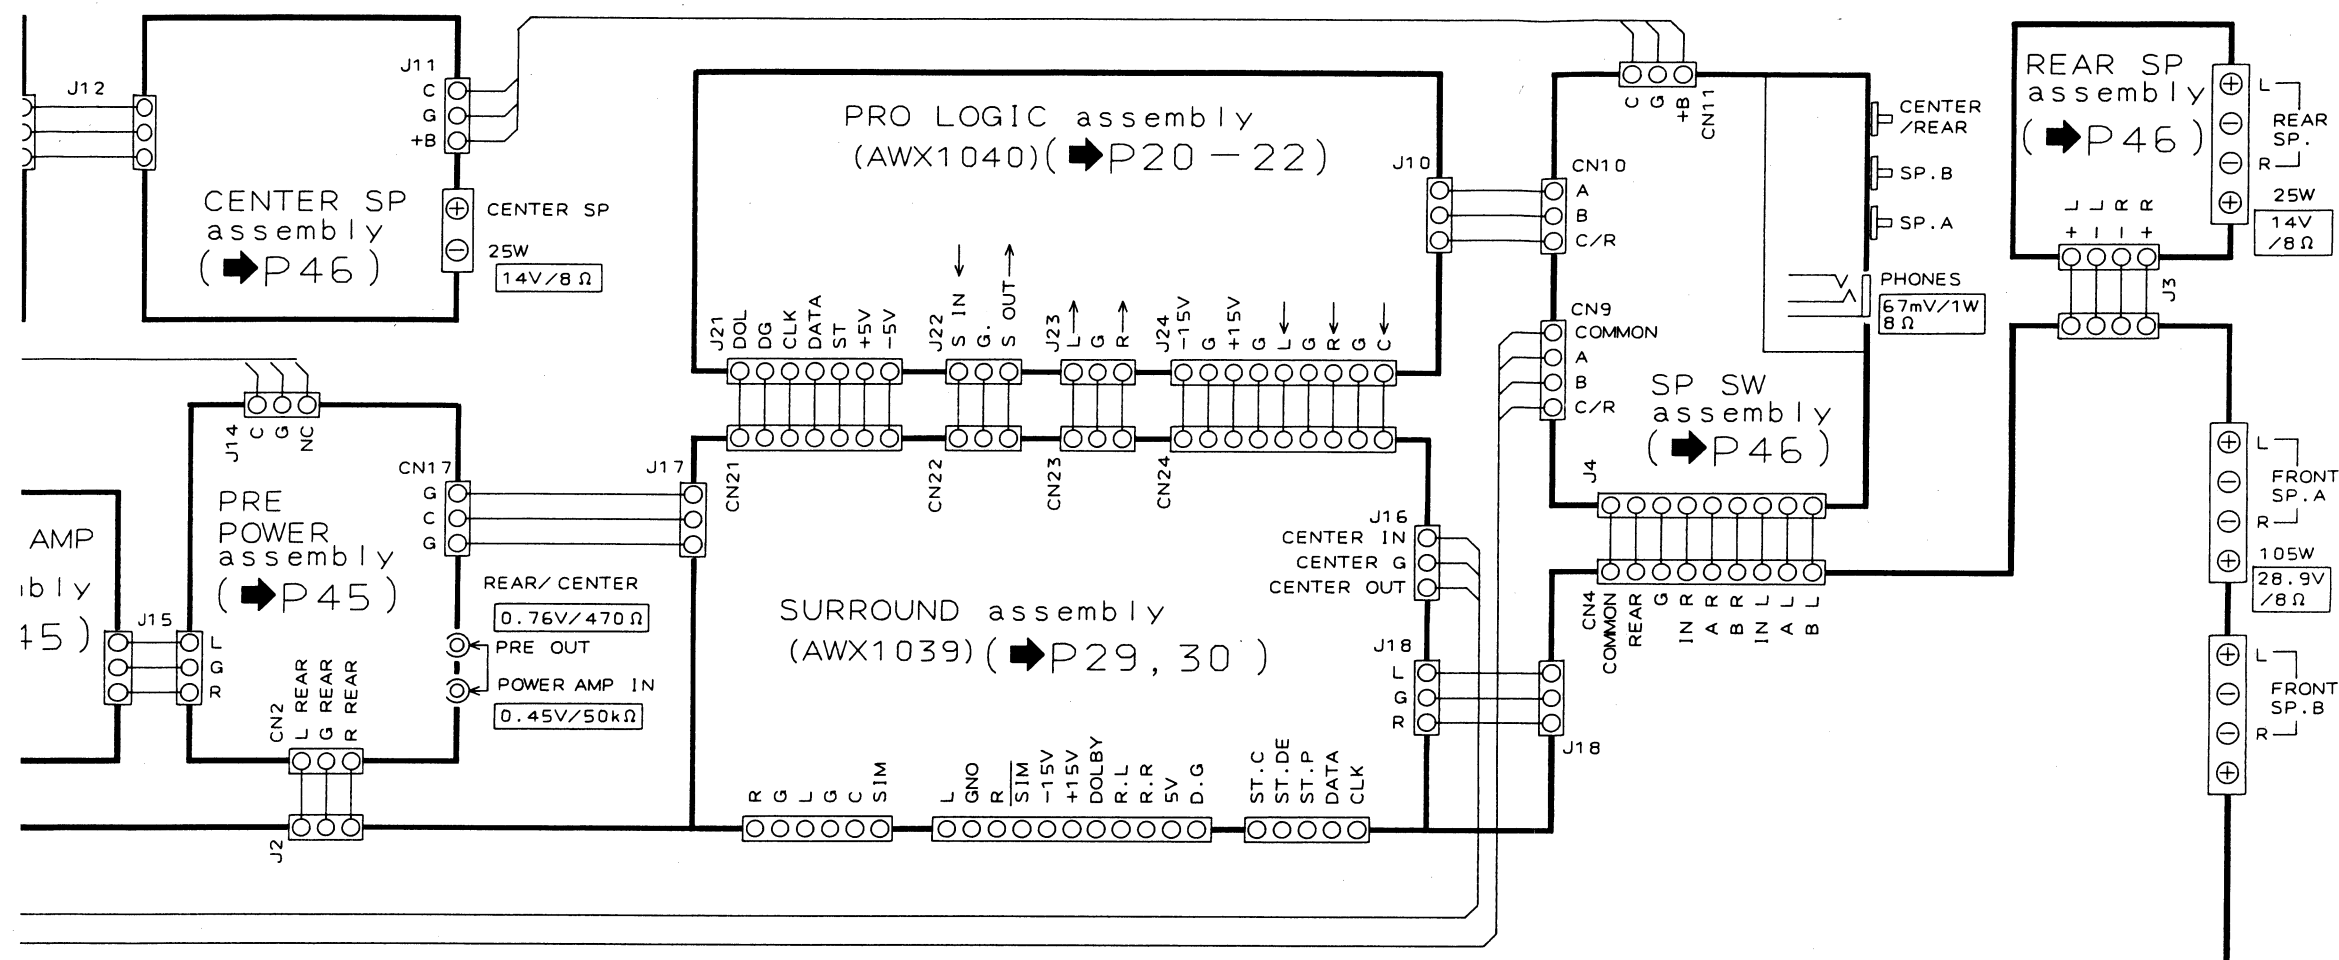 J12
J11
C
G
+B
CENTER SP
assembly
(➡P46)
CENTER SP
25W
14V/8Ω
PRO LOGIC assembly
(AWX1040)(➡P20-22)
J10
J21
DOL
DG
CLK
DATA
ST
+5V
-5V
J22
S IN
G.
S OUT
J23
L
G
R
J24
-15V
G
+15V
G
L
G
R
G
C
C
G
+B
CN11
CN10
A
B
C/R
CN9
COMMON
A
B
C/R
CENTER
/REAR
SP.B
SP.A
PHONES
67mV/1W
8Ω
SP SW
assembly
(➡P46)
J4
REAR SP
assembly
(➡P46)
L
REAR
SP.
R
25W
14V
/8Ω
+ L
- L
- R
+ R
J3
J14
C
G
NC
CN17
G
C
G
J17
PRE
POWER
assembly
(➡P45)
AMP
bly
45)
J15
L
G
R
CN2
L REAR
G REAR
R REAR
J2
REAR/CENTER
0.76V/470Ω
PRE OUT
POWER AMP IN
0.45V/50kΩ
CN21
CN22
CN23
CN24
J16
CENTER IN
CENTER G
CENTER OUT
SURROUND assembly
(AWX1039)(➡P29,30)
J18
L
G
R
J18
R
G
L
G
C
SIM
L
GNO
R
SIM
-15V
+15V
DOLBY
R.L
R.R
5V
D.G
ST.C
ST.DE
ST.P
DATA
CLK
CN4
COMMON
REAR
G
IN R
A R
B R
IN L
A L
B L
L
FRONT
SP.A
R
105W
28.9V
/8Ω
L
FRONT
SP.B
R